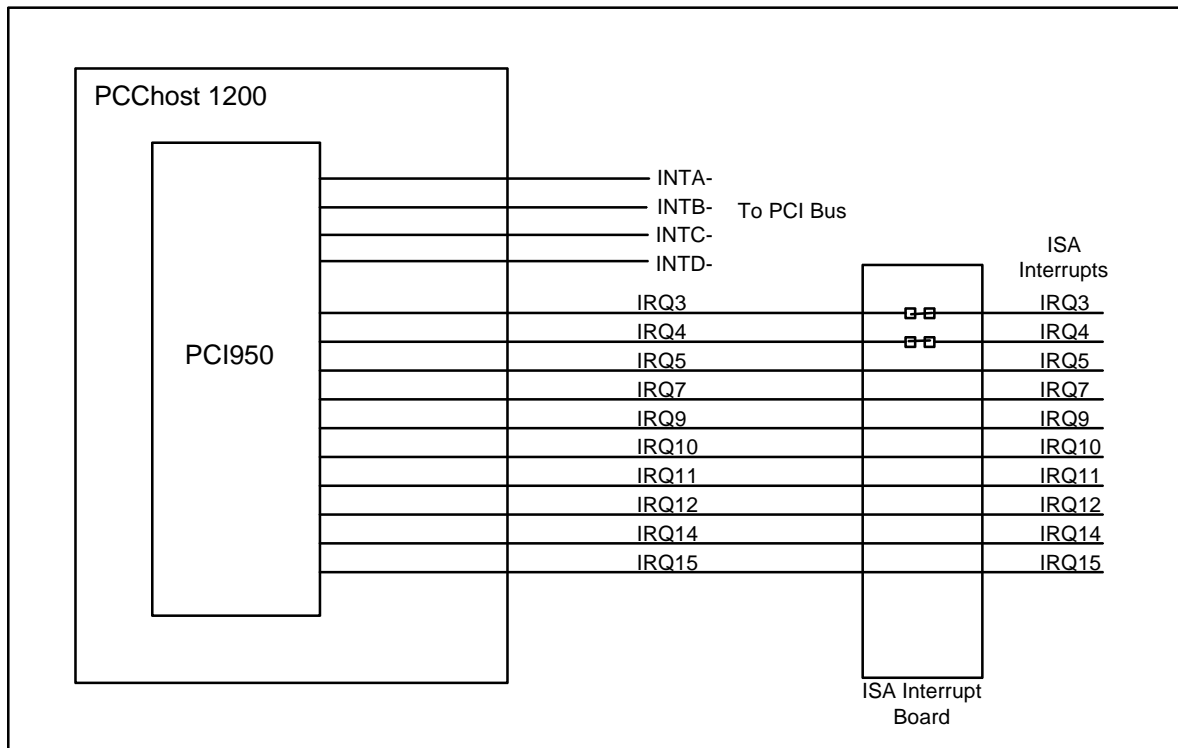 PCChost 1200
INTA-
INTB-
To PCI Bus
INTC-
INTD-
ISA
Interrupts
IRQ3
IRQ3
IRQ4
IRQ4
PCI950
IRQ5
IRQ5
IRQ7
IRQ7
IRQ9
IRQ9
IRQ10
IRQ10
IRQ11
IRQ11
IRQ12
IRQ12
IRQ14
IRQ14
IRQ15
IRQ15
ISA Interrupt
Board